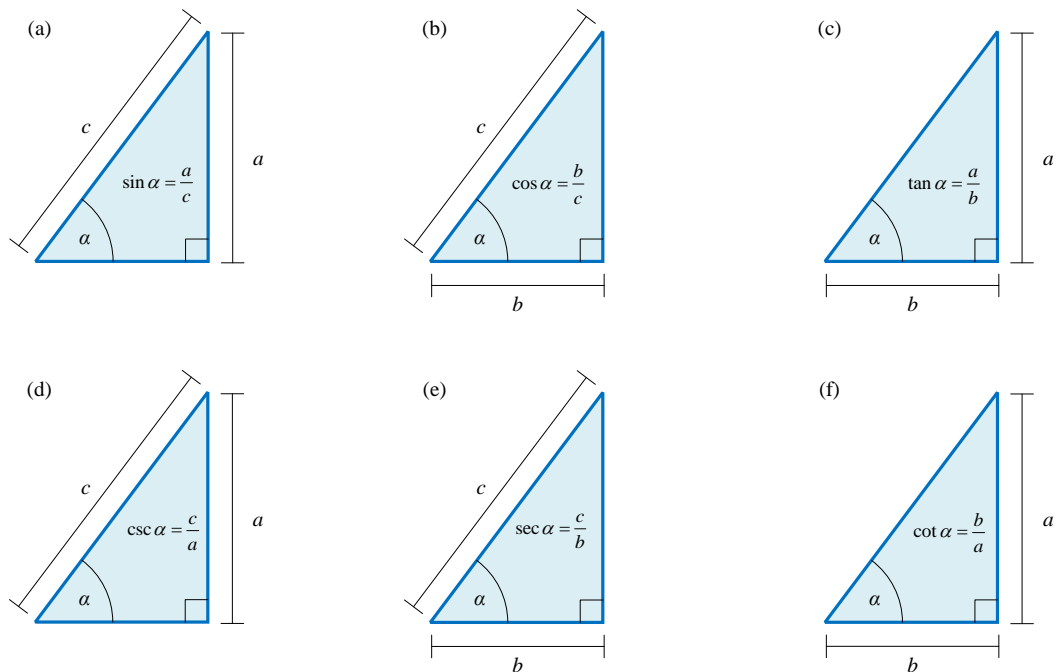 (a)
c
a
sin α = a/c
α
(b)
c
cos α = b/c
α
b
(c)
a
tan α = a/b
α
b
(d)
c
a
csc α = c/a
α
(e)
c
sec α = c/b
α
b
(f)
a
cot α = b/a
α
b